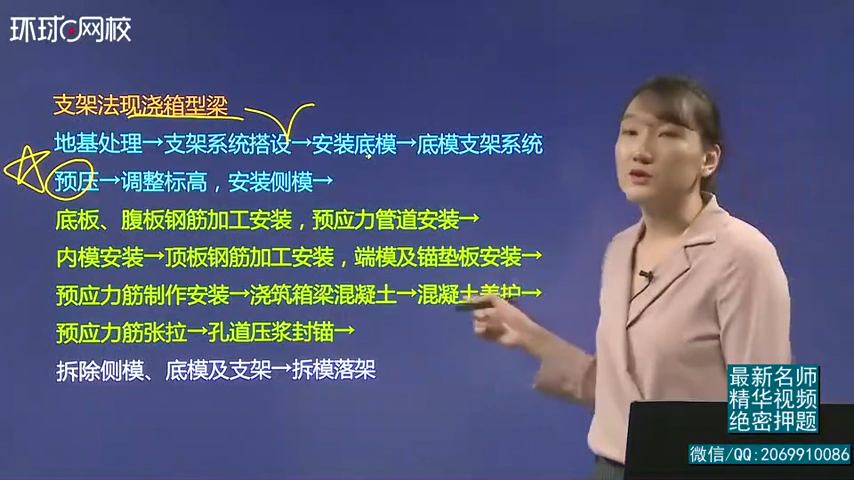 环球网校
支架法现浇箱型梁
地基处理→支架系统搭设→安装底模→底模支架系统
预压→调整标高，安装侧模→
底板、腹板钢筋加工安装，预应力管道安装→
内模安装→顶板钢筋加工安装，端模及锚垫板安装→
预应力筋制作安装→浇筑箱梁混凝土→混凝土养护→
预应力筋张拉→孔道压浆封锚→
拆除侧模、底模及支架→拆模落架
最新名师
精华视频
绝密押题
微信/QQ:2069910086